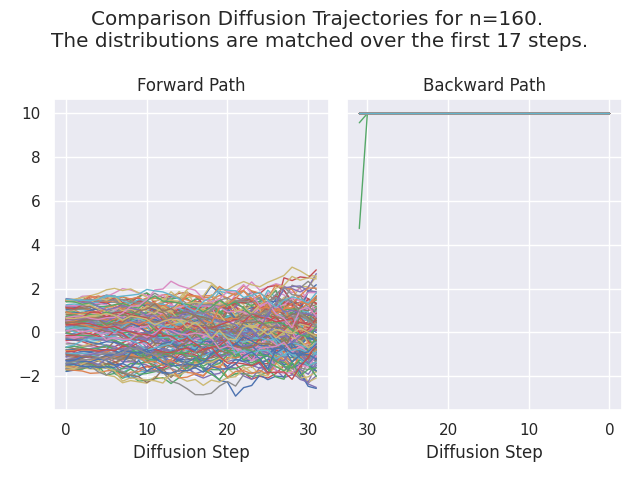 Comparison Diffusion Trajectories for n=160.
The distributions are matched over the first 17 steps.
Forward Path
Backward Path
10
8
6
4
2
0
−2
0
10
20
30
30
20
10
0
Diffusion Step
Diffusion Step